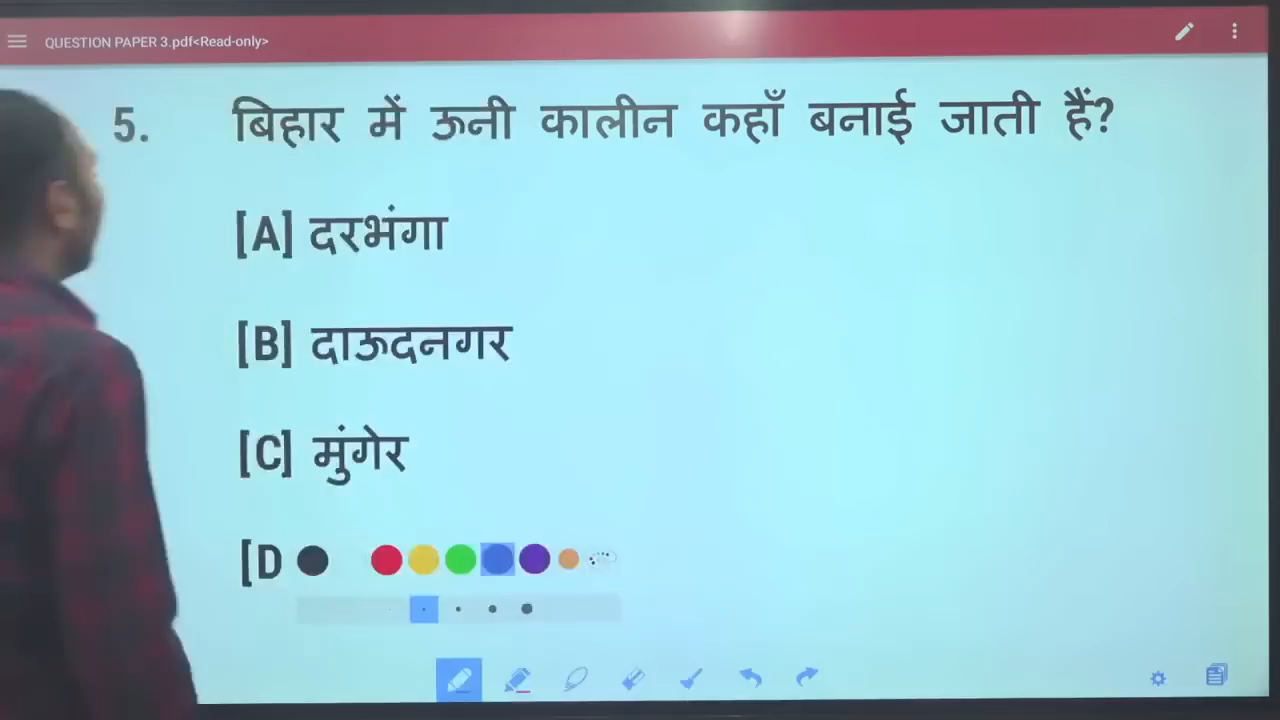 QUESTION PAPER 3.pdf<Read-only>
5. बिहार में ऊनी कालीन कहाँ बनाई जाती हैं?
[A] दरभंगा
[B] दाऊदनगर
[C] मुंगेर
[D